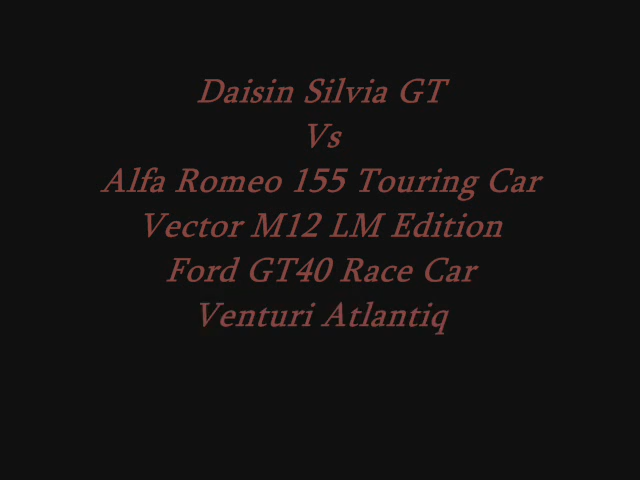 Daisin Silvia GT
Vs
Alfa Romeo 155 Touring Car
Vector M12 LM Edition
Ford GT40 Race Car
Venturi Atlantiq